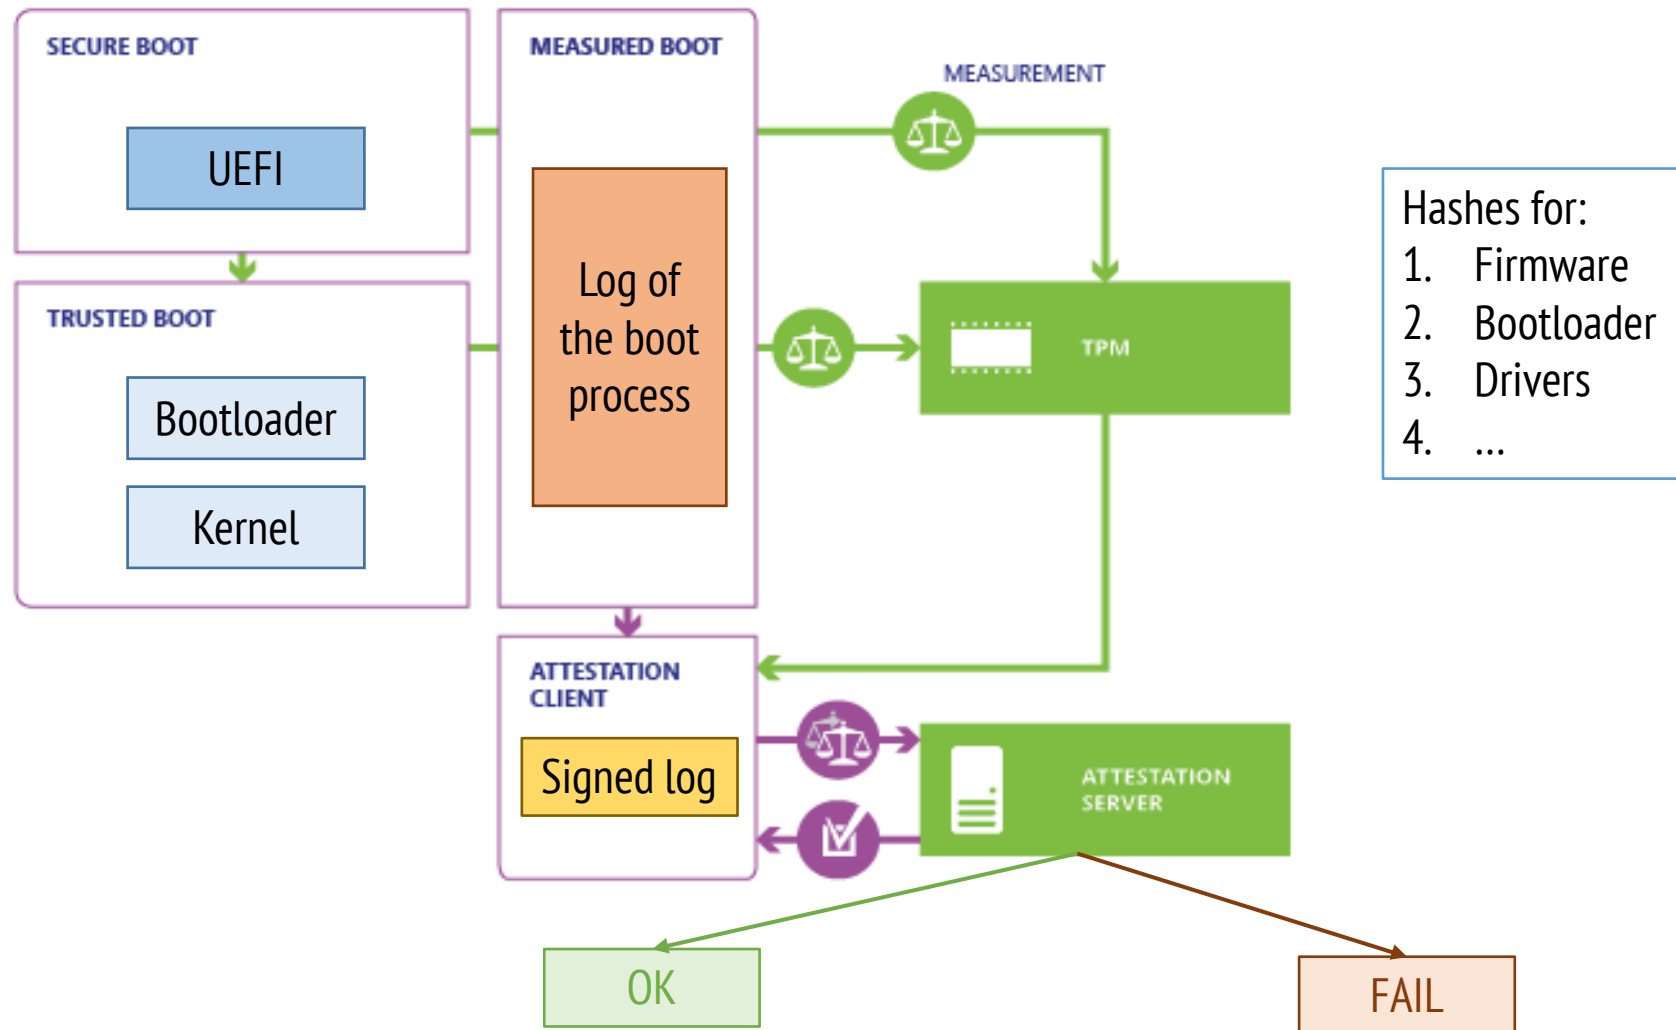 SECURE BOOT
UEFI
MEASURED BOOT
Log of
the boot
process
MEASUREMENT
TRUSTED BOOT
Bootloader
Kernel
TPM
Hashes for:
1. Firmware
2. Bootloader
3. Drivers
4. ...
ATTESTATION
CLIENT
Signed log
ATTESTATION
SERVER
OK
FAIL